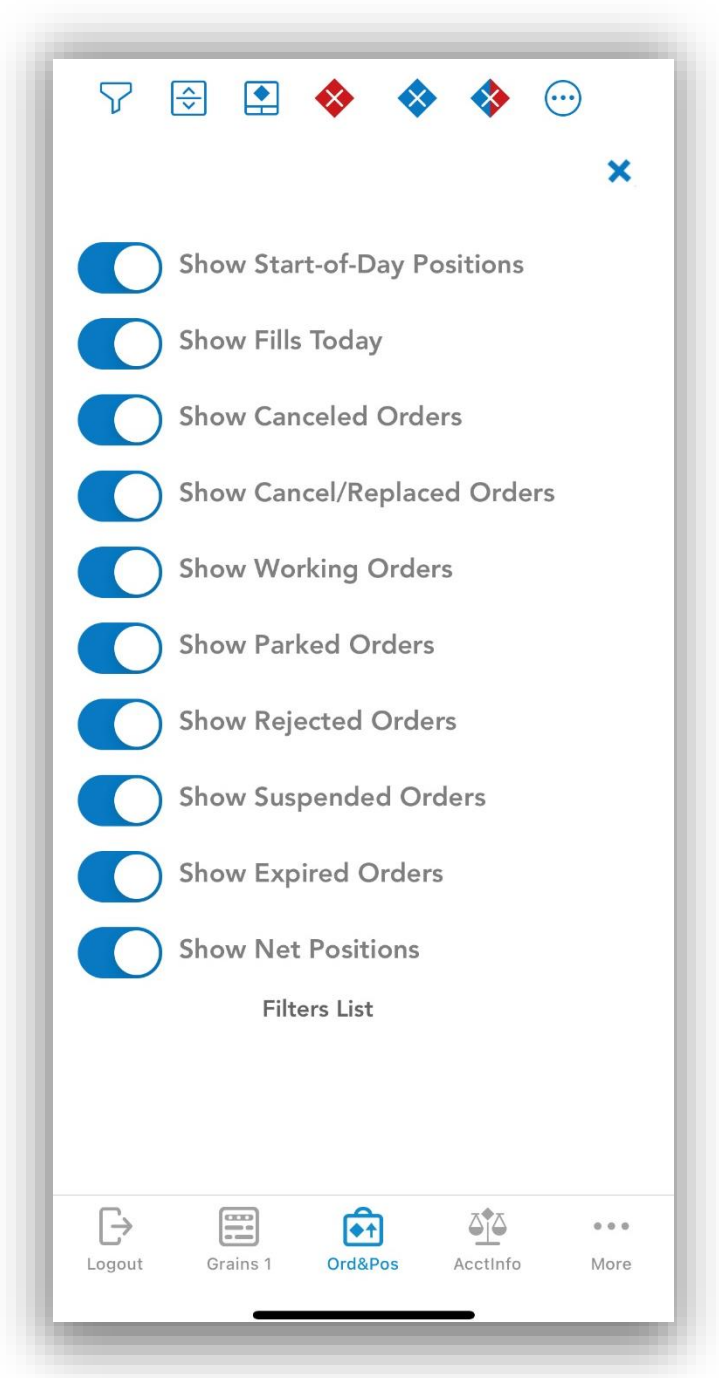 Show Start-of-Day Positions
Show Fills Today
Show Canceled Orders
Show Cancel/Replaced Orders
Show Working Orders
Show Parked Orders
Show Rejected Orders
Show Suspended Orders
Show Expired Orders
Show Net Positions
Filters List
Logout Grains 1 Ord&Pos AcctInfo More